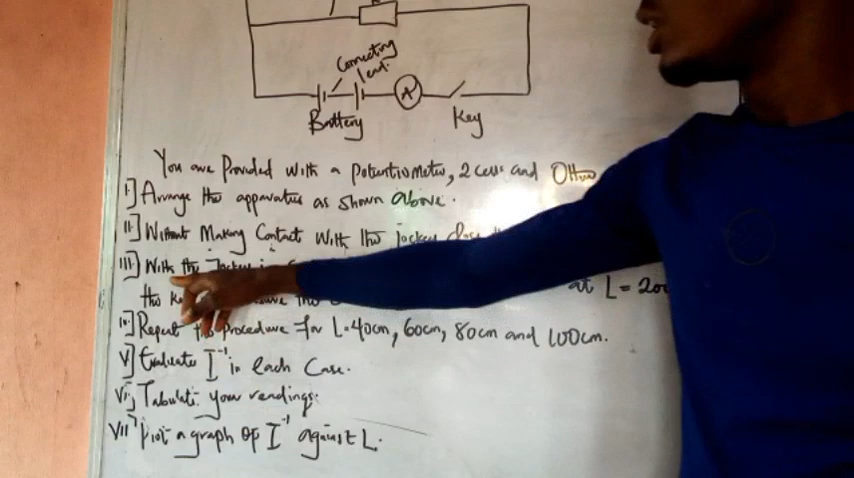 R
Connecting
lead.
A
Battery
Key
You are provided with a potentiometer, 2 cells and Other
I] Arrange the apparatus as shown above.
II] Without Making Contact With the jockey close the
III] With the Jockey in
the at L = 20
IV] Repeat the procedure for L=40cm, 60cm, 80cm and 100cm.
V] Evaluate I⁻¹ in each Case.
VI] Tabulate your readings.
VII Plot a graph of I⁻¹ against L.